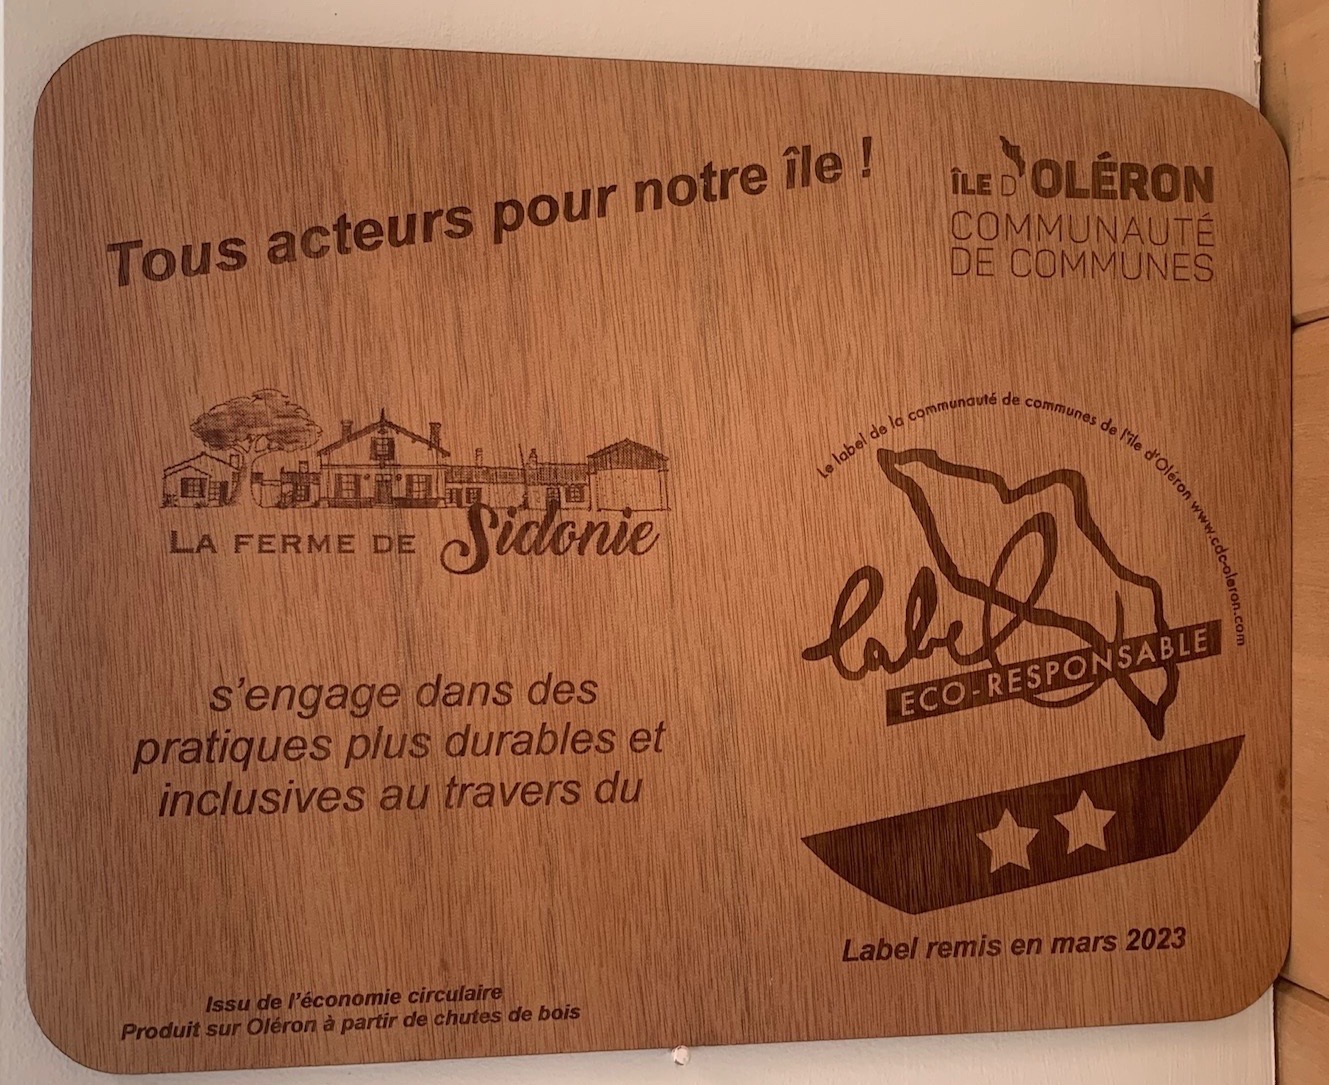 Tous acteurs pour notre île !
ÎLE D'OLÉRON
COMMUNAUTÉ
DE COMMUNES
LA FERME DE Sidonie
s'engage dans des
pratiques plus durables et
inclusives au travers du
Le label de la communauté de communes de l'île d'Oléron www.cdc-oleron.com
label
ECO-RESPONSABLE
Label remis en mars 2023
Issu de l'économie circulaire
Produit sur Oléron à partir de chutes de bois